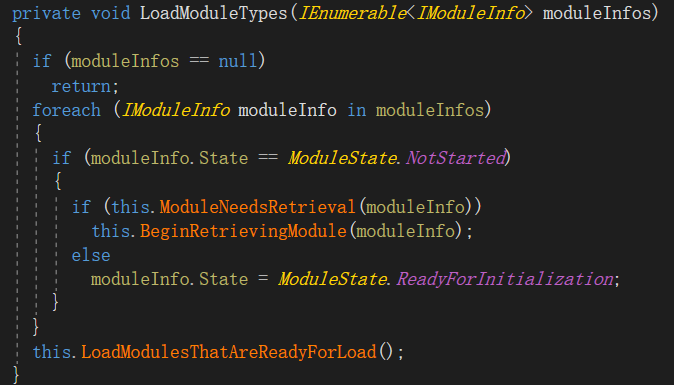 private void LoadModuleTypes(IEnumerable<IModuleInfo> moduleInfos)
{
  if (moduleInfos == null)
    return;
  foreach (IModuleInfo moduleInfo in moduleInfos)
  {
    if (moduleInfo.State == ModuleState.NotStarted)
    {
      if (this.ModuleNeedsRetrieval(moduleInfo))
        this.BeginRetrievingModule(moduleInfo);
      else
        moduleInfo.State = ModuleState.ReadyForInitialization;
    }
  }
  this.LoadModulesThatAreReadyForLoad();
}